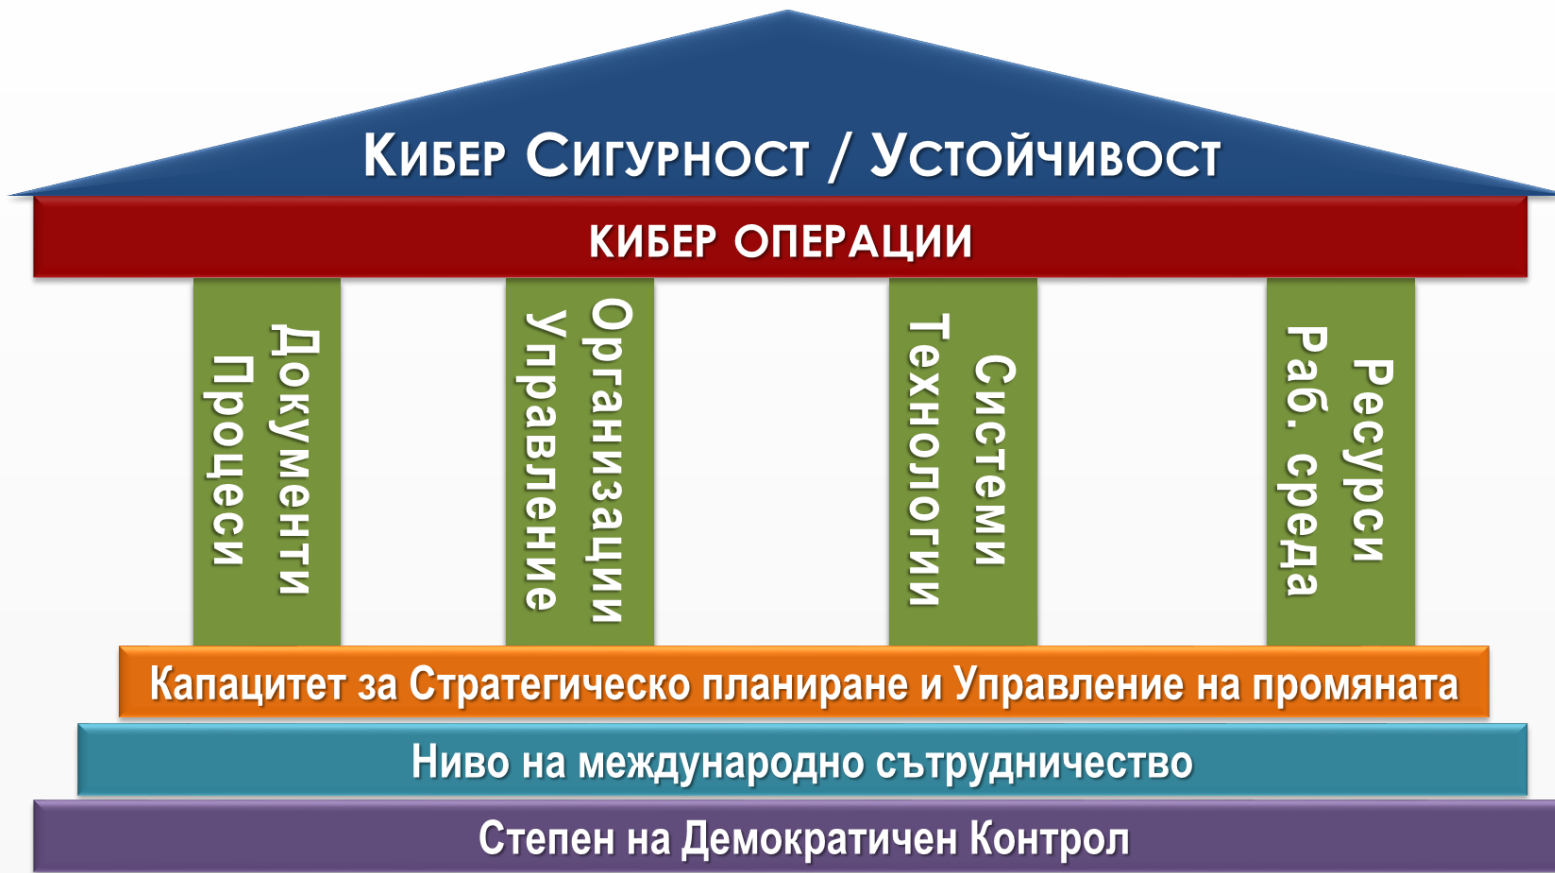 Кибер Сигурност / Устойчивост
КИБЕР ОПЕРАЦИИ
Документи
Процеси
Организации
Управление
Системи
Технологии
Ресурси
Раб. среда
Капацитет за Стратегическо планиране и Управление на промяната
Ниво на международно сътрудничество
Степен на Демократичен Контрол